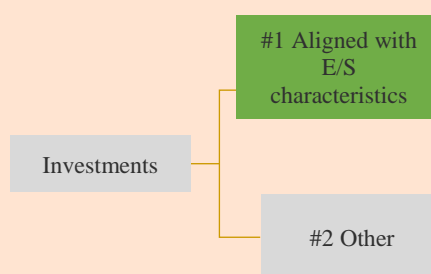 #1 Aligned with
E/S
characteristics
Investments
#2 Other